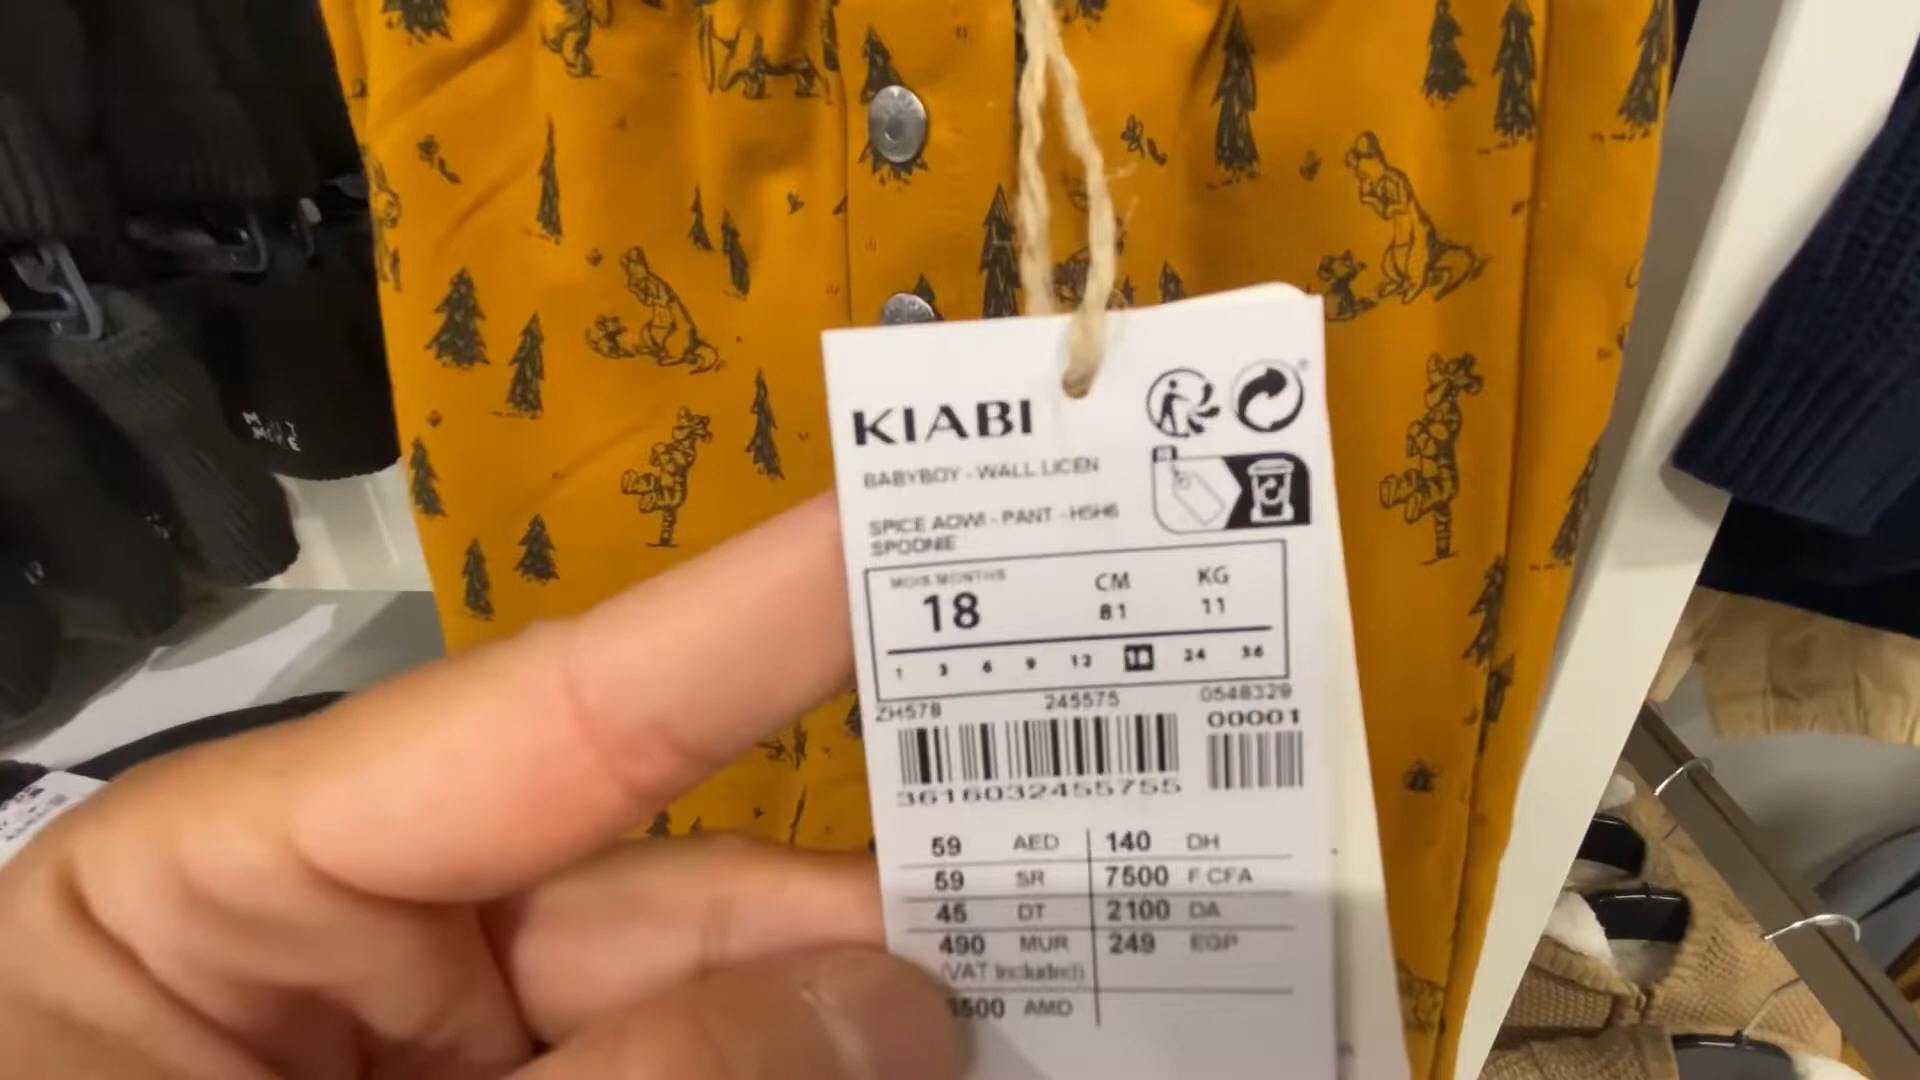 KIABI
BABYBOY - WALL LICEN
SPICE AOWI - PANT - H5H6
SPOONIE
MOIS MONTHS CM KG
18 81 11
1 3 6 9 12 18 24 36
ZH578 245575 0548329
00001
3616032455755
59 AED 140 DH
59 SR 7500 F CFA
45 DT 2100 DA
490 MUR 249 EGP
(VAT Included)
500 AMD